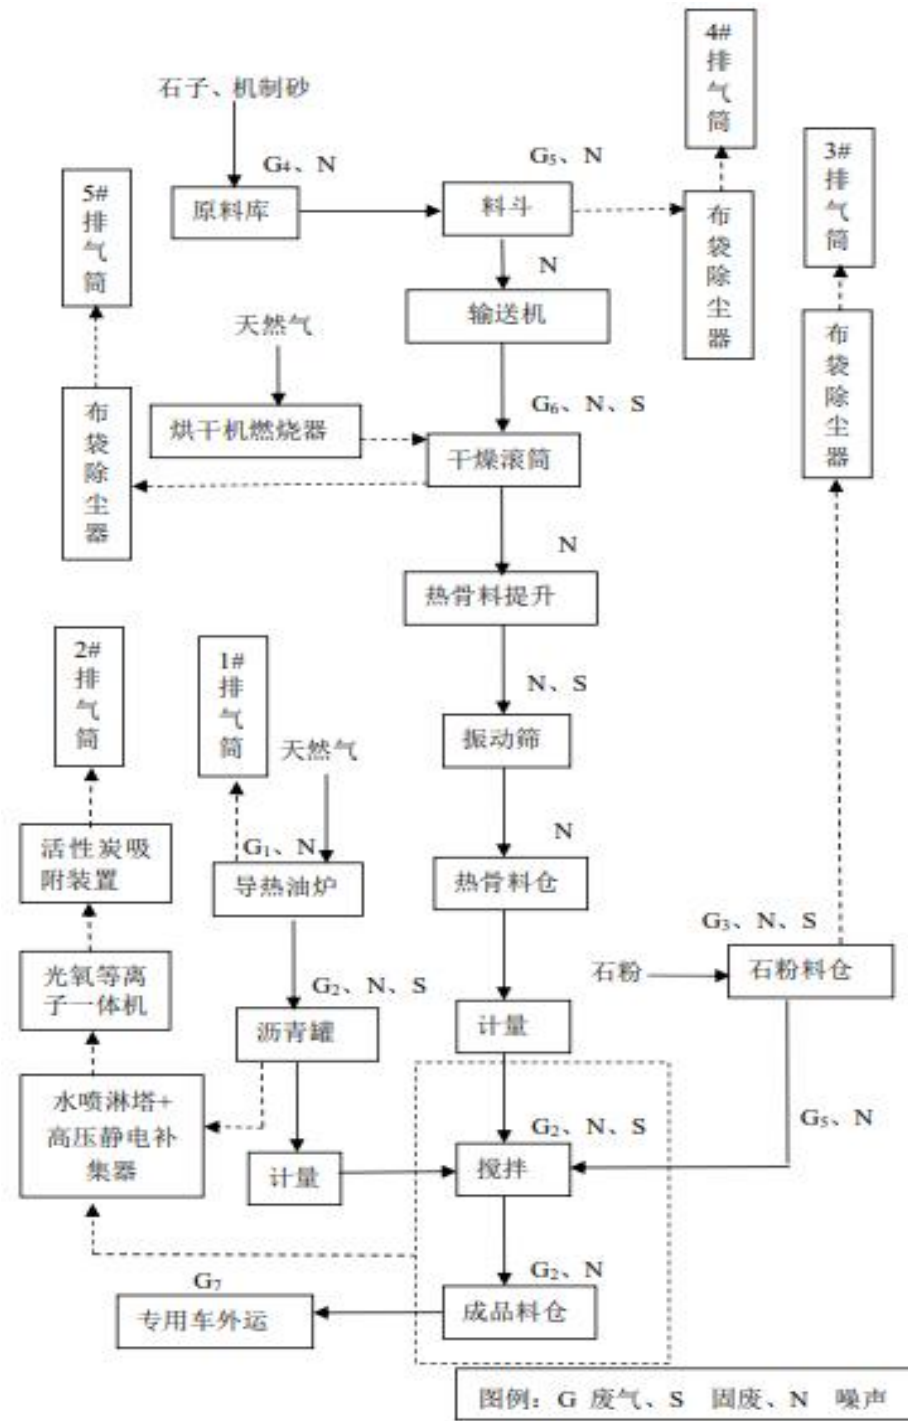 石子、机制砂
G₄、N
原料库
G₅、N
料斗
4#
排
气
筒
布
袋
除
尘
器
3#
排
气
筒
布
袋
除
尘
器
5#
排
气
筒
布
袋
除
尘
器
N
输送机
天然气
烘干机燃烧器
G₆、N、S
干燥滚筒
N
热骨料提升
N、S
振动筛
N
热骨料仓
2#
排
气
筒
1#
排
气
筒
天然气
活性炭吸
附装置
G₁、N
导热油炉
光氧等离
子一体机
G₂、N、S
沥青罐
水喷淋塔+
高压静电补
集器
计量
计量
G₃、N、S
石粉
石粉料仓
G₅、N
G₂、N、S
搅拌
G₂、N
成品料仓
G₇
专用车外运
图例：G 废气、S 固废、N 噪声